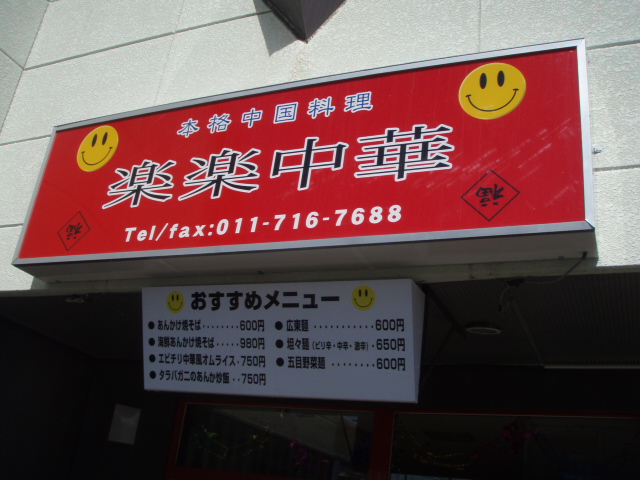 本格中国料理
楽楽中華
福
福
Tel/fax:011-716-7688
おすすめメニュー
●あんかけ焼そば・・・・・・・・600円
●海鮮あんかけ焼そば・・・・・980円
●エビチリ中華風オムライス・750円
●タラバガニのあんか炒飯・・750円
●広東麺・・・・・・・・・・・・600円
●坦々麺(ピリ辛・中辛・激辛)・650円
●五目野菜麺・・・・・・・・600円